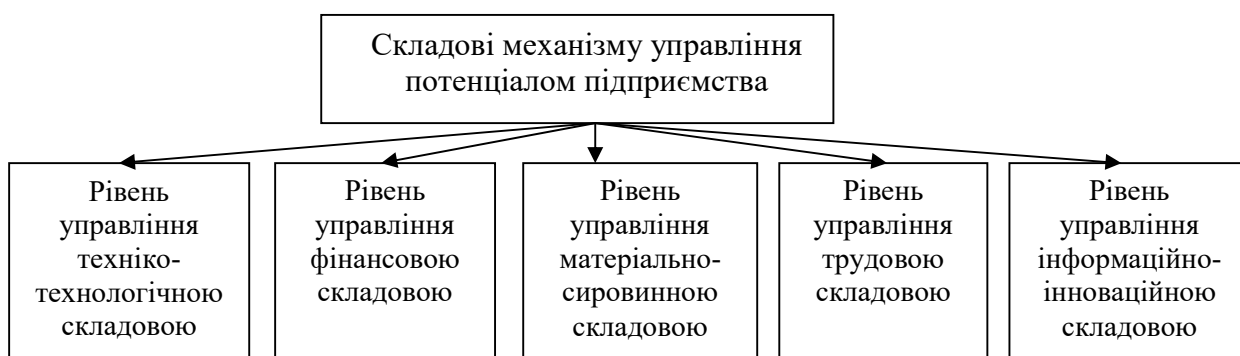 Складові механізму управління
потенціалом підприємства
Рівень
управління
техніко-
технологічною
складовою
Рівень
управління
фінансовою
складовою
Рівень
управління
матеріально-
сировинною
складовою
Рівень
управління
трудовою
складовою
Рівень
управління
інформаційно-
інноваційною
складовою